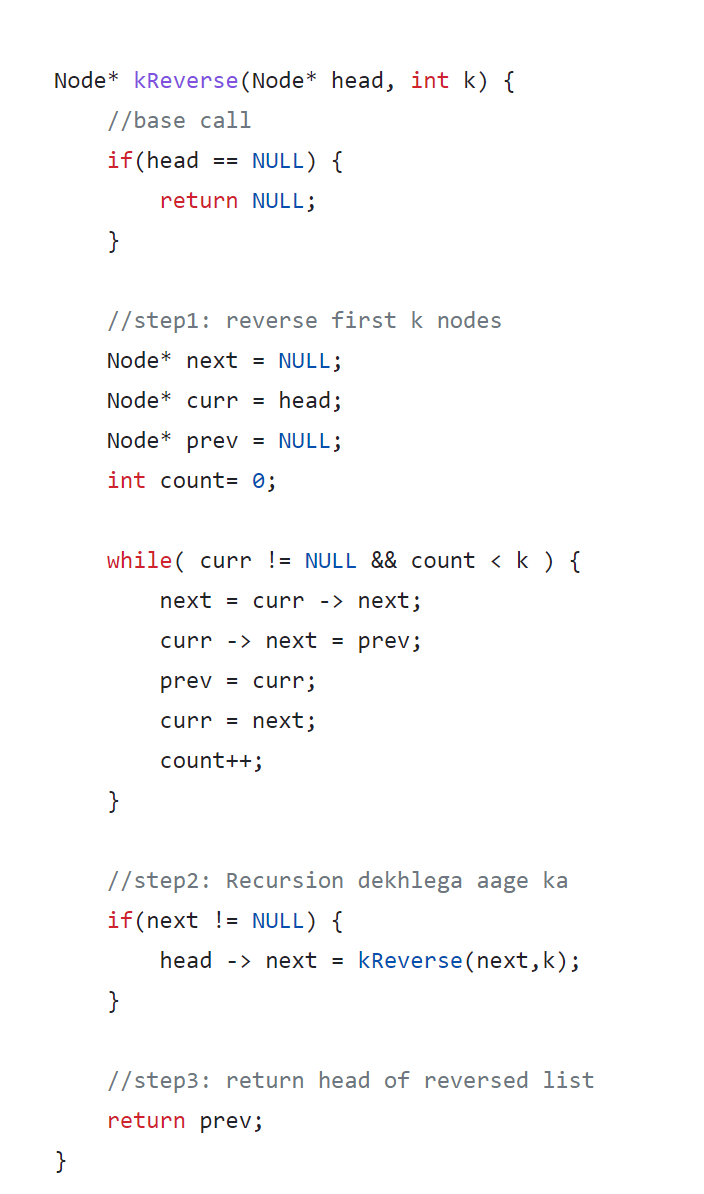 Node* kReverse(Node* head, int k) {
    //base call
    if(head == NULL) {
        return NULL;
    }

    //step1: reverse first k nodes
    Node* next = NULL;
    Node* curr = head;
    Node* prev = NULL;
    int count= 0;

    while( curr != NULL && count < k ) {
        next = curr -> next;
        curr -> next = prev;
        prev = curr;
        curr = next;
        count++;
    }

    //step2: Recursion dekhlega aage ka
    if(next != NULL) {
        head -> next = kReverse(next,k);
    }

    //step3: return head of reversed list
    return prev;
}